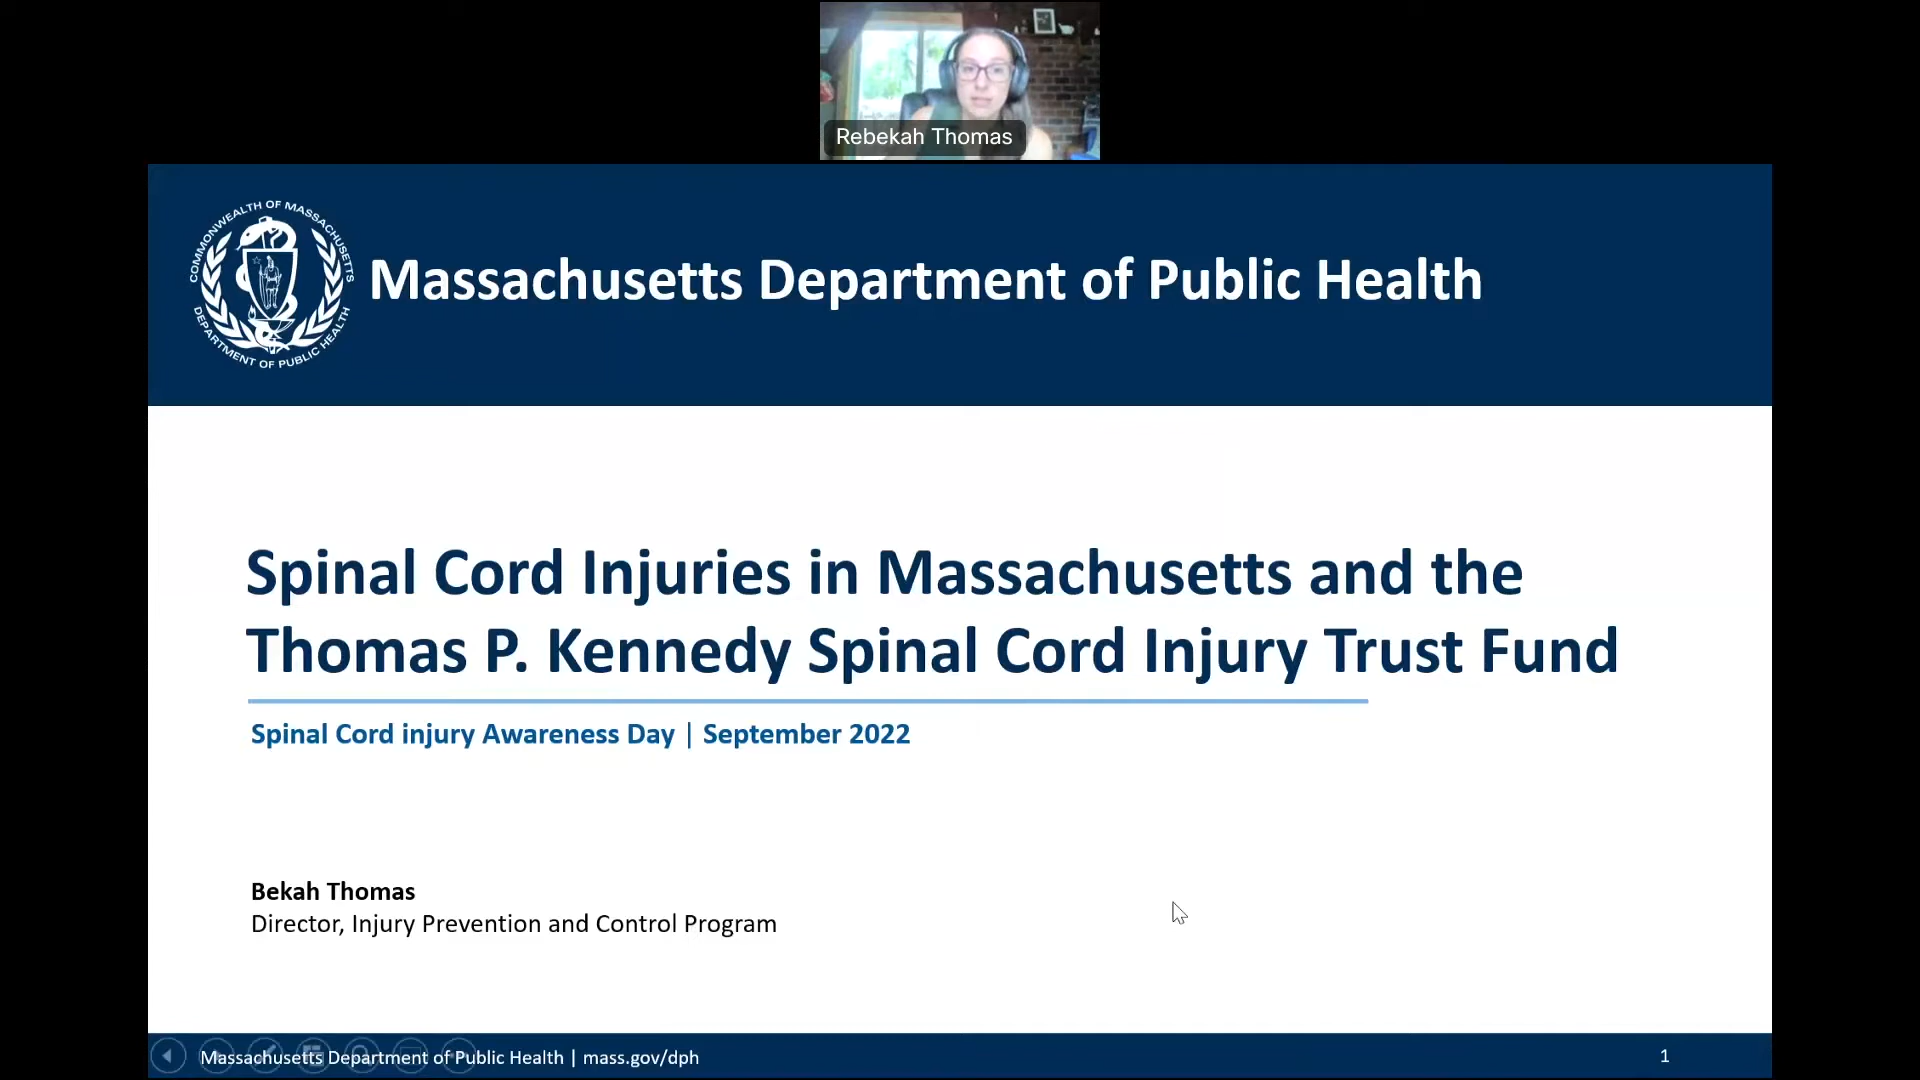 Rebekah Thomas
COMMONWEALTH OF MASSACHUSETTS
DEPARTMENT OF PUBLIC HEALTH
Massachusetts Department of Public Health
Spinal Cord Injuries in Massachusetts and the
Thomas P. Kennedy Spinal Cord Injury Trust Fund
Spinal Cord injury Awareness Day | September 2022
Bekah Thomas
Director, Injury Prevention and Control Program
Massachusetts Department of Public Health | mass.gov/dph
1